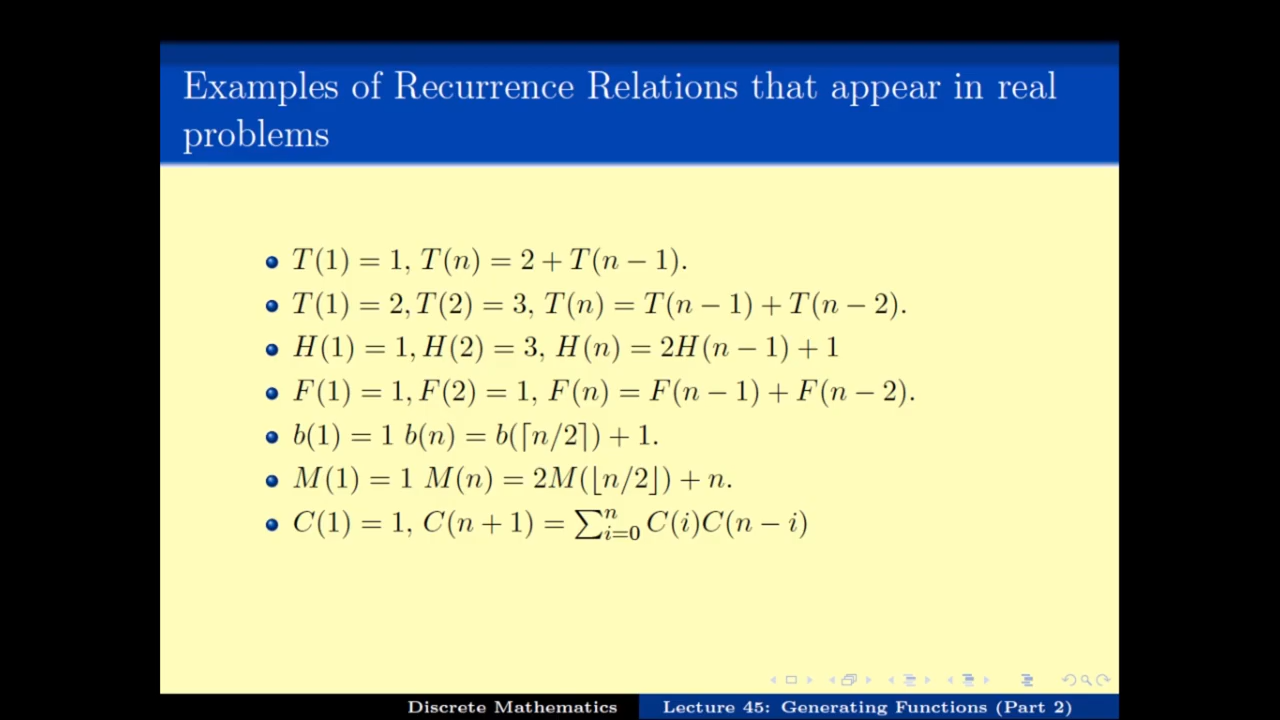 Examples of Recurrence Relations that appear in real
problems
• T(1) = 1, T(n) = 2 + T(n − 1).
• T(1) = 2, T(2) = 3, T(n) = T(n − 1) + T(n − 2).
• H(1) = 1, H(2) = 3, H(n) = 2H(n − 1) + 1
• F(1) = 1, F(2) = 1, F(n) = F(n − 1) + F(n − 2).
• b(1) = 1 b(n) = b(⌈n/2⌉) + 1.
• M(1) = 1 M(n) = 2M(⌊n/2⌋) + n.
• C(1) = 1, C(n + 1) = ∑ⁿᵢ₌₀ C(i)C(n − i)
Discrete Mathematics Lecture 45: Generating Functions (Part 2)